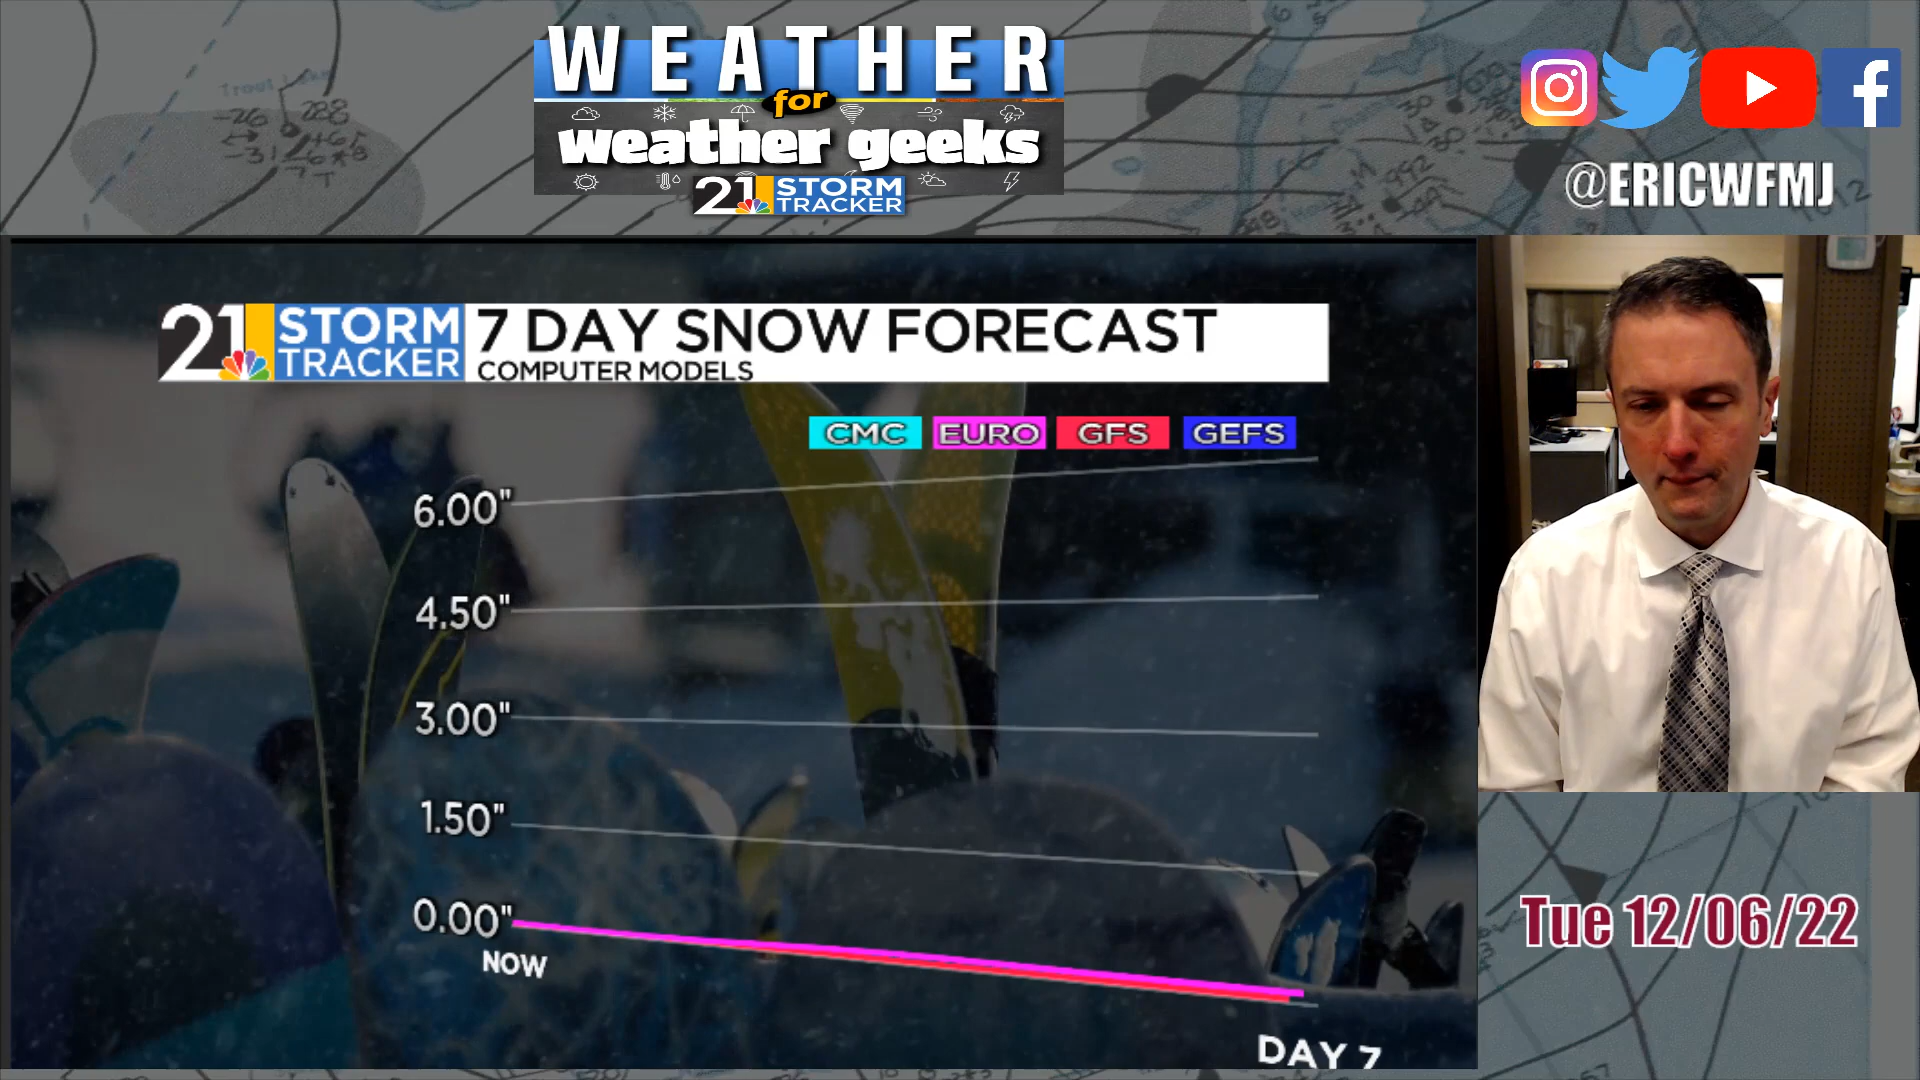 WEATHER
for
weather geeks
21 STORM
TRACKER
@ERICWFMJ
21 STORM
TRACKER
7 DAY SNOW FORECAST
COMPUTER MODELS
CMC EURO GFS GEFS
6.00"
4.50"
3.00"
1.50"
0.00"
NOW
DAY 7
Tue 12/06/22